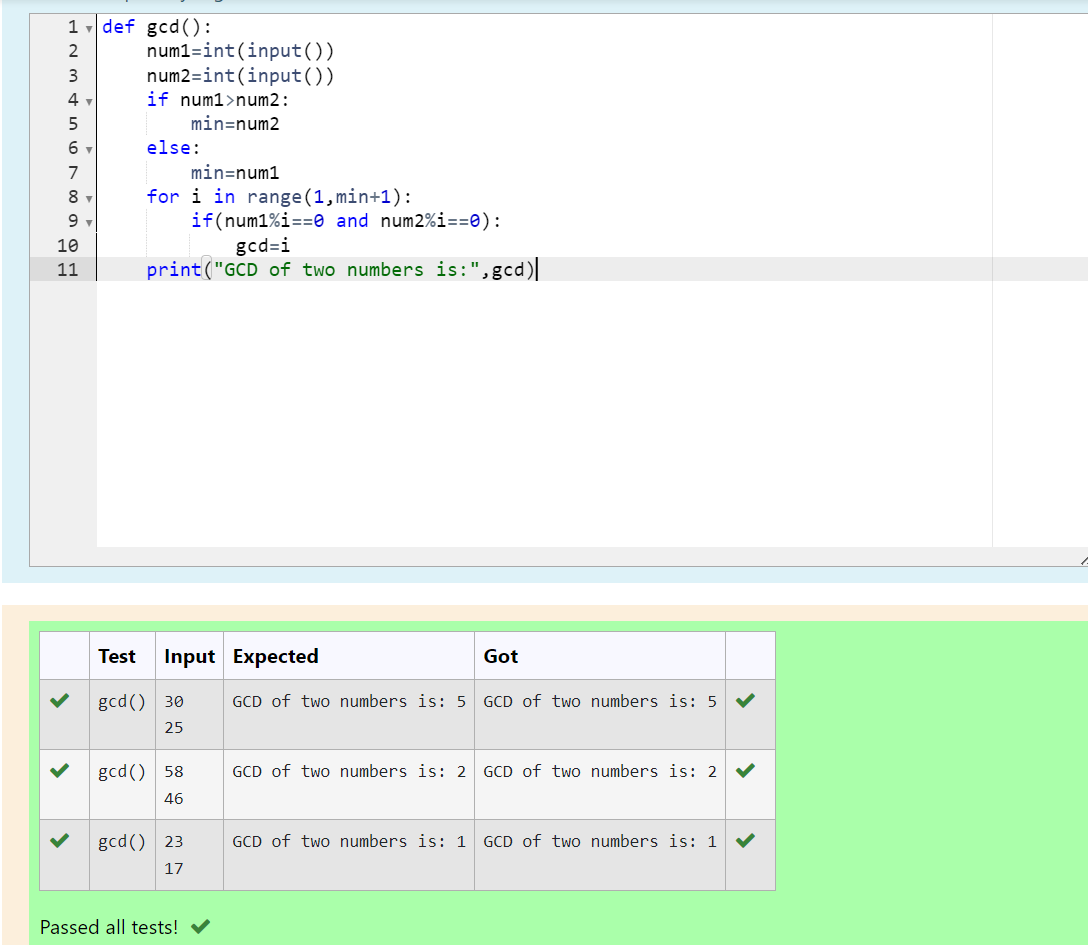 1 def gcd():
2     num1=int(input())
3     num2=int(input())
4     if num1>num2:
5         min=num2
6     else:
7         min=num1
8     for i in range(1,min+1):
9         if(num1%i==0 and num2%i==0):
10             gcd=i
11     print("GCD of two numbers is:",gcd)
Test Input Expected Got
gcd() 30 GCD of two numbers is: 5 GCD of two numbers is: 5
25
gcd() 58 GCD of two numbers is: 2 GCD of two numbers is: 2
46
gcd() 23 GCD of two numbers is: 1 GCD of two numbers is: 1
17
Passed all tests!